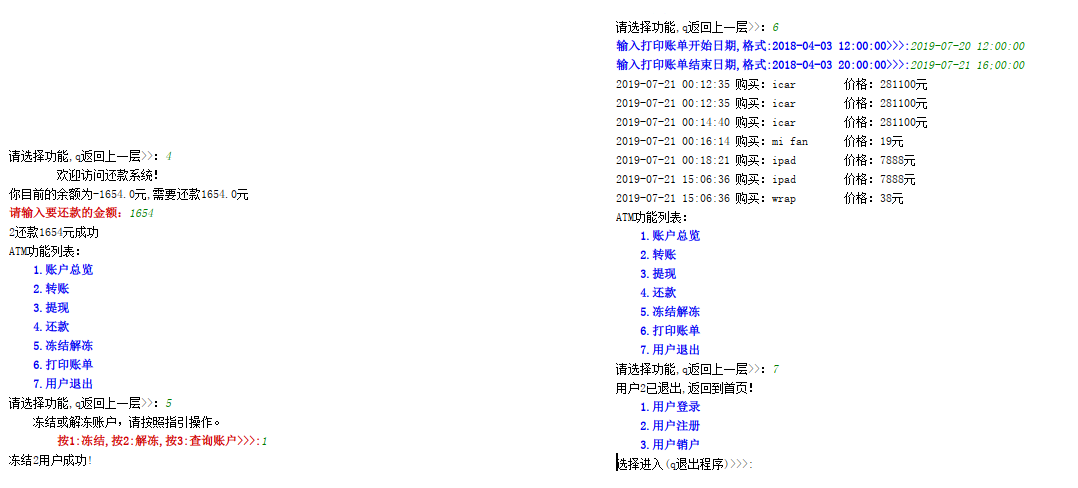 请选择功能,q返回上一层>>: 4
欢迎访问还款系统!
你目前的余额为-1654.0元,需要还款1654.0元
请输入要还款的金额: 1654
2还款1654元成功
ATM功能列表:
1.账户总览
2.转账
3.提现
4.还款
5.冻结解冻
6.打印账单
7.用户退出
请选择功能,q返回上一层>>: 5
冻结或解冻账户，请按照指引操作。
按1:冻结,按2:解冻,按3:查询账户>>>:1
冻结2用户成功!
请选择功能,q返回上一层>>: 6
输入打印账单开始日期,格式:2018-04-03 12:00:00>>>:2019-07-20 12:00:00
输入打印账单结束日期,格式:2018-04-03 20:00:00>>>:2019-07-21 16:00:00
2019-07-21 00:12:35 购买: icar 价格: 281100元
2019-07-21 00:12:35 购买: icar 价格: 281100元
2019-07-21 00:14:40 购买: icar 价格: 281100元
2019-07-21 00:16:14 购买: mi fan 价格: 19元
2019-07-21 00:18:21 购买: ipad 价格: 7888元
2019-07-21 15:06:36 购买: ipad 价格: 7888元
2019-07-21 15:06:36 购买: wrap 价格: 38元
ATM功能列表:
1.账户总览
2.转账
3.提现
4.还款
5.冻结解冻
6.打印账单
7.用户退出
请选择功能,q返回上一层>>: 7
用户2已退出,返回到首页!
1.用户登录
2.用户注册
3.用户销户
选择进入(q退出程序)>>>: